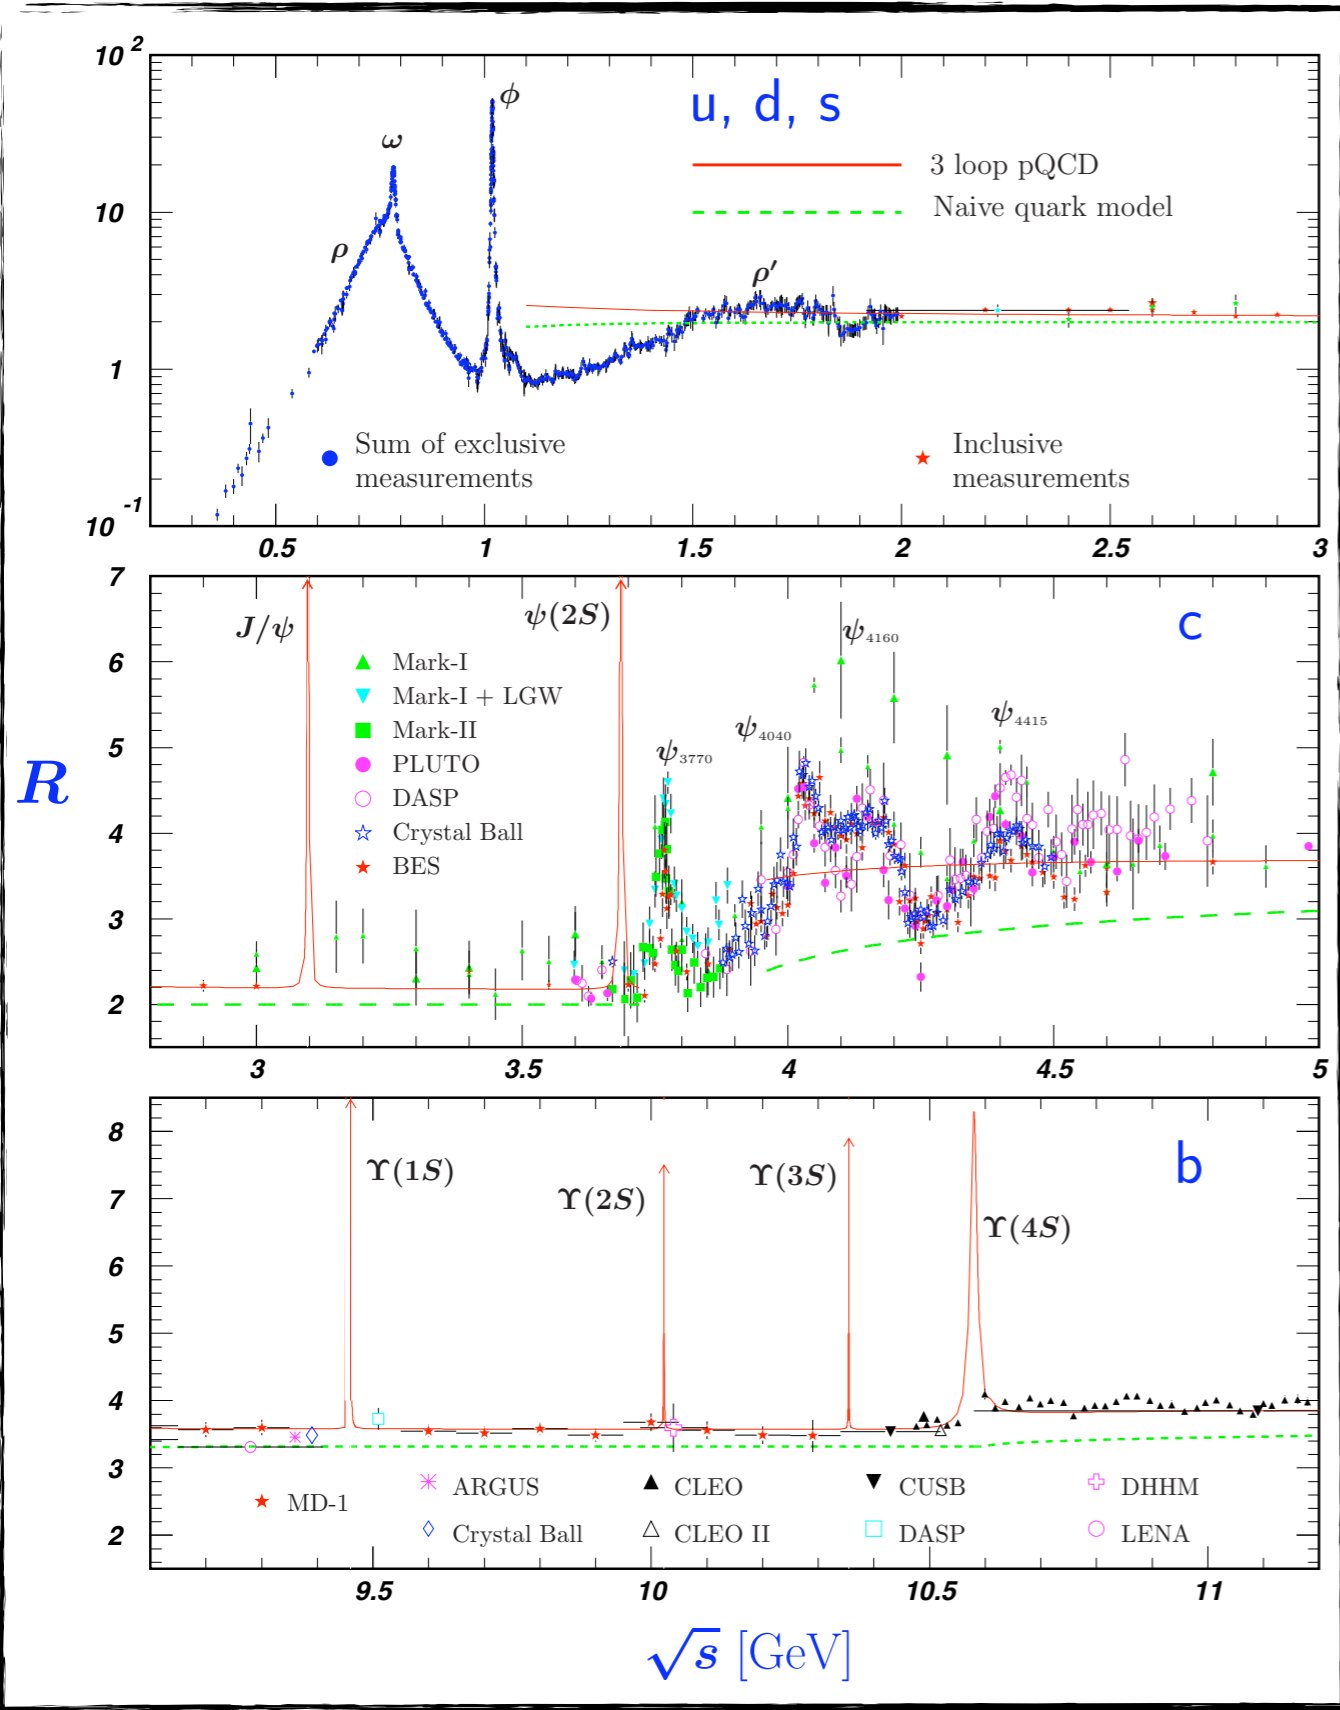 10 2
10
1
10 -1
ρ
ω
ϕ
u, d, s
3 loop pQCD
Naive quark model
ρ′
Sum of exclusive
measurements
Inclusive
measurements
0.5 1 1.5 2 2.5 3
R
7
6
5
4
3
2
J/ψ
ψ(2S)
c
Mark-I
Mark-I + LGW
Mark-II
PLUTO
DASP
Crystal Ball
BES
ψ3770
ψ4040
ψ4160
ψ4415
3 3.5 4 4.5 5
8
7
6
5
4
3
2
ϒ(1S)
ϒ(2S)
ϒ(3S)
ϒ(4S)
b
MD-1
ARGUS
Crystal Ball
CLEO
CLEO II
CUSB
DASP
DHHM
LENA
9.5 10 10.5 11
√s [GeV]